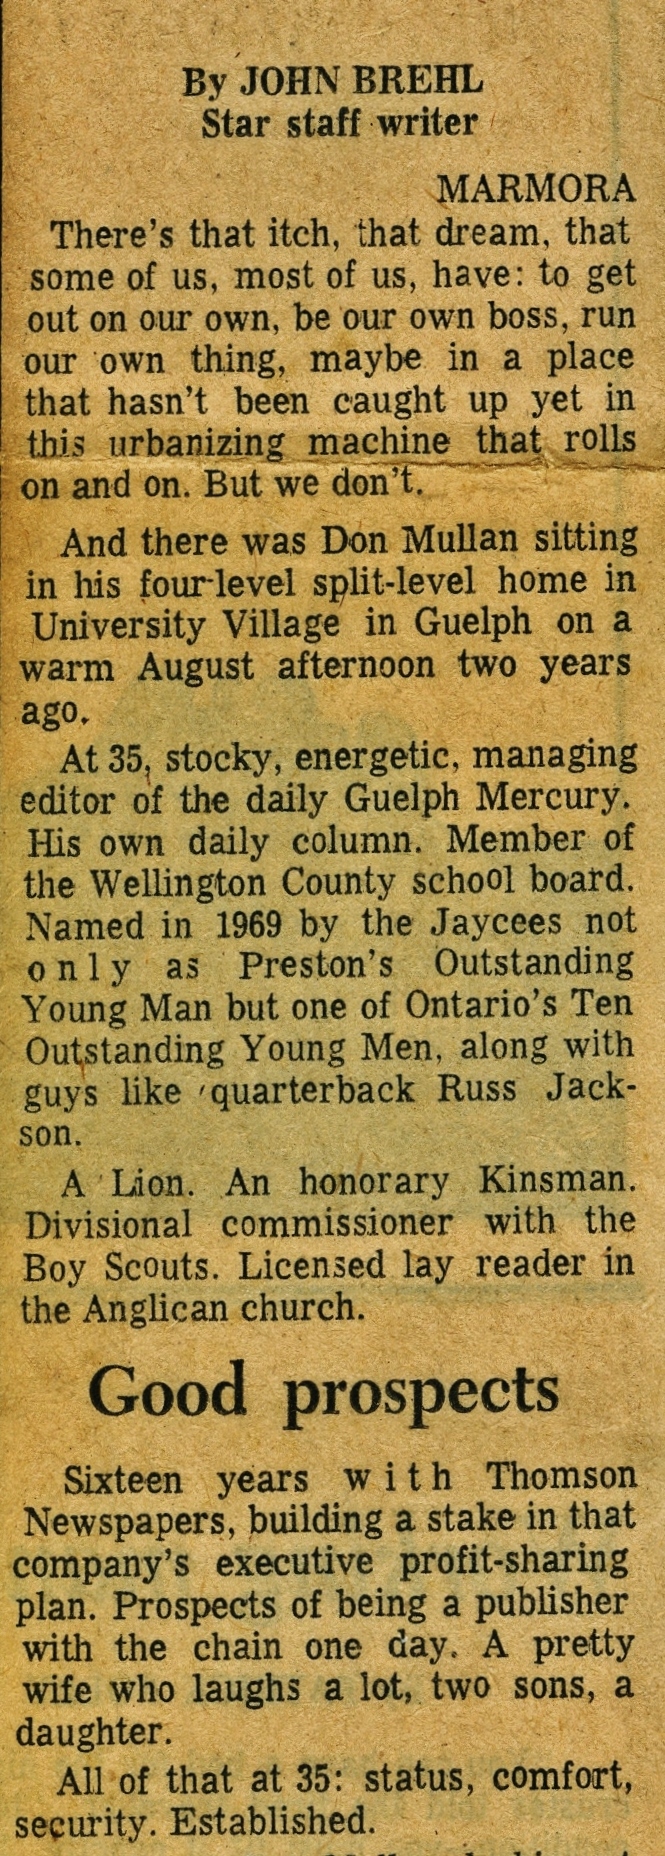 By JOHN BREHL
Star staff writer
MARMORA
There's that itch, that dream, that
some of us, most of us, have: to get
out on our own, be our own boss, run
our own thing, maybe in a place
that hasn't been caught up yet in
this urbanizing machine that rolls
on and on. But we don't.
And there was Don Mullan sitting
in his four-level split-level home in
University Village in Guelph on a
warm August afternoon two years
ago.
At 35, stocky, energetic, managing
editor of the daily Guelph Mercury.
His own daily column. Member of
the Wellington County school board.
Named in 1969 by the Jaycees not
only as Preston's Outstanding
Young Man but one of Ontario's Ten
Outstanding Young Men, along with
guys like quarterback Russ Jack-
son.
A Lion. An honorary Kinsman.
Divisional commissioner with the
Boy Scouts. Licensed lay reader in
the Anglican church.
Good prospects
Sixteen years with Thomson
Newspapers, building a stake in that
company's executive profit-sharing
plan. Prospects of being a publisher
with the chain one day. A pretty
wife who laughs a lot, two sons, a
daughter.
All of that at 35: status, comfort,
security. Established.